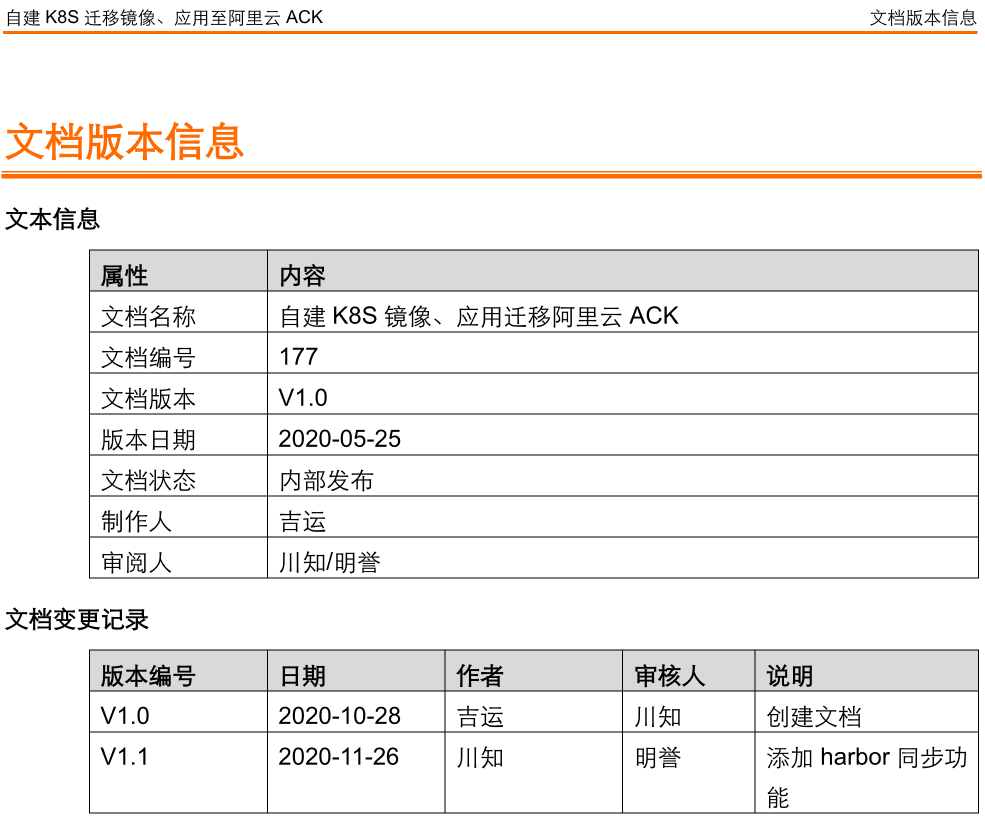 自建 K8S 迁移镜像、应用至阿里云 ACK 文档版本信息
文档版本信息
文本信息
属性 内容
文档名称 自建 K8S 镜像、应用迁移阿里云 ACK
文档编号 177
文档版本 V1.0
版本日期 2020-05-25
文档状态 内部发布
制作人 吉运
审阅人 川知/明誉
文档变更记录
版本编号 日期 作者 审核人 说明
V1.0 2020-10-28 吉运 川知 创建文档
V1.1 2020-11-26 川知 明誉 添加 harbor 同步功
能